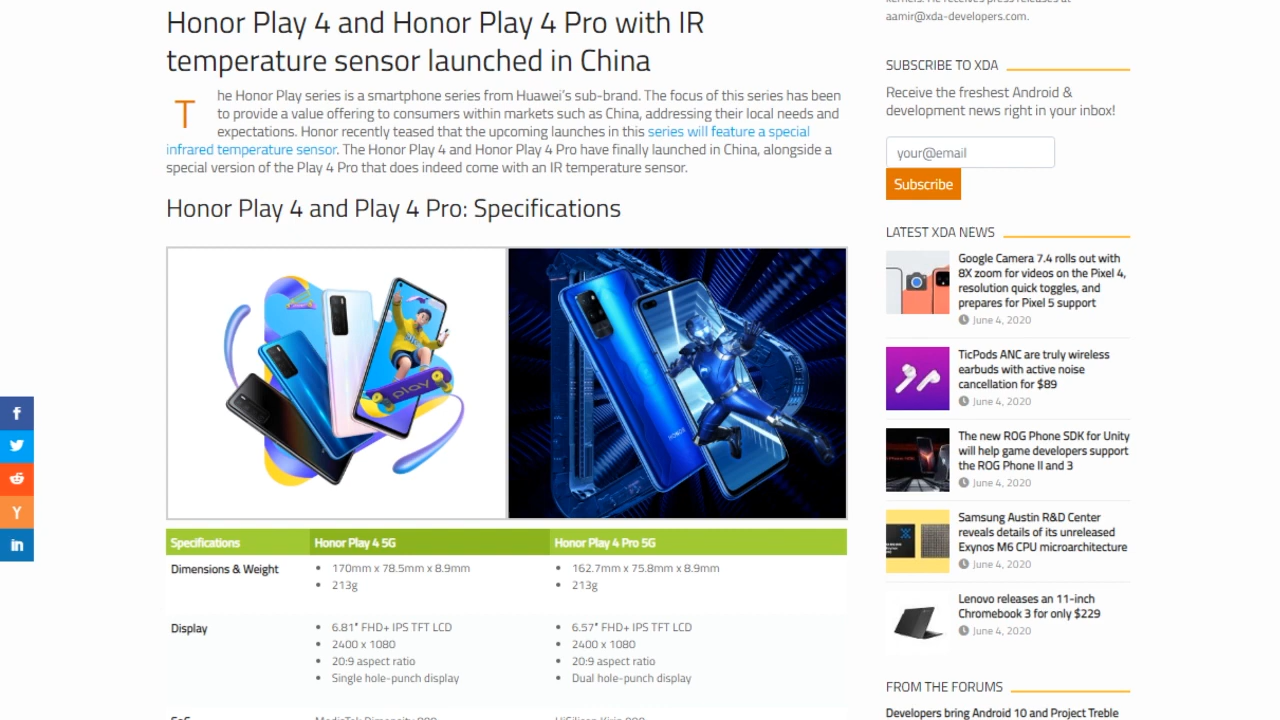 Honor Play 4 and Honor Play 4 Pro with IR
temperature sensor launched in China
The Honor Play series is a smartphone series from Huawei's sub-brand. The focus of this series has been
to provide a value offering to consumers within markets such as China, addressing their local needs and
expectations. Honor recently teased that the upcoming launches in this series will feature a special
infrared temperature sensor. The Honor Play 4 and Honor Play 4 Pro have finally launched in China, alongside a
special version of the Play 4 Pro that does indeed come with an IR temperature sensor.
Honor Play 4 and Play 4 Pro: Specifications
play
HONOR
Specifications Honor Play 4 5G Honor Play 4 Pro 5G
Dimensions & Weight • 170mm x 78.5mm x 8.9mm • 162.7mm x 75.8mm x 8.9mm
• 213g • 213g
Display • 6.81″ FHD+ IPS TFT LCD • 6.57″ FHD+ IPS TFT LCD
• 2400 x 1080 • 2400 x 1080
• 20:9 aspect ratio • 20:9 aspect ratio
• Single hole-punch display • Dual hole-punch display
aamir@xda-developers.com.
SUBSCRIBE TO XDA
Receive the freshest Android &
development news right in your inbox!
your@email
Subscribe
LATEST XDA NEWS
Google Camera 7.4 rolls out with
8X zoom for videos on the Pixel 4,
resolution quick toggles, and
prepares for Pixel 5 support
June 4, 2020
TicPods ANC are truly wireless
earbuds with active noise
cancellation for $89
June 4, 2020
The new ROG Phone SDK for Unity
will help game developers support
the ROG Phone II and 3
June 4, 2020
Samsung Austin R&D Center
reveals details of its unreleased
Exynos M6 CPU microarchitecture
June 4, 2020
Lenovo releases an 11-inch
Chromebook 3 for only $229
June 4, 2020
FROM THE FORUMS
Developers bring Android 10 and Project Treble